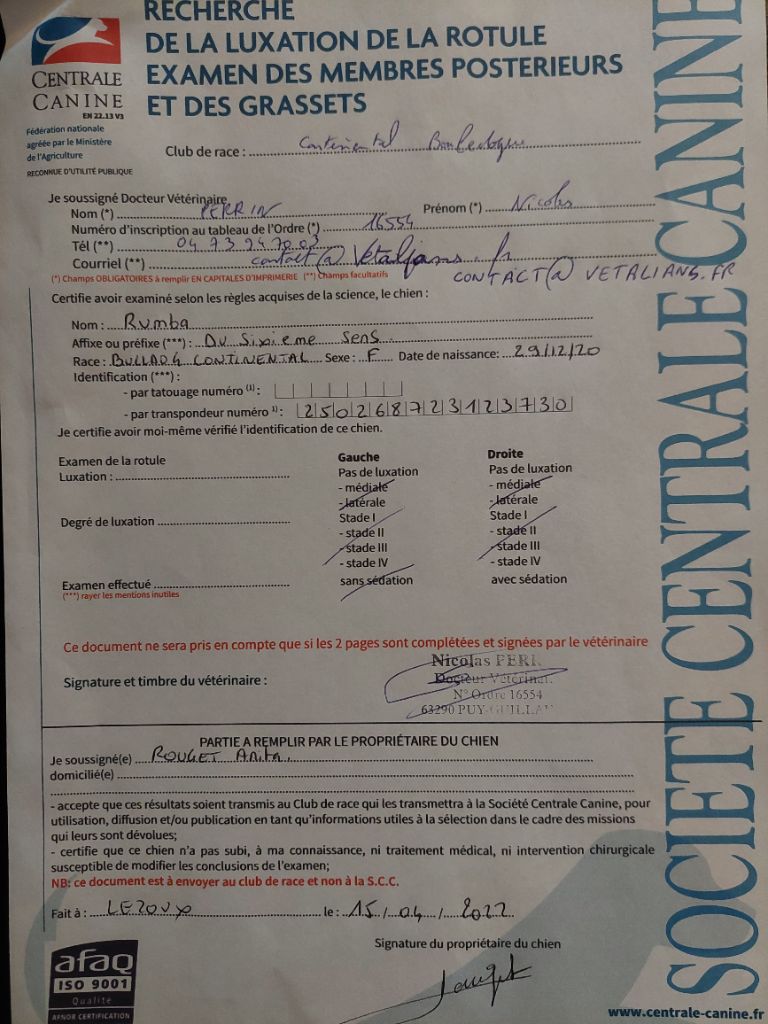 RECHERCHE
DE LA LUXATION DE LA ROTULE
EXAMEN DES MEMBRES POSTERIEURS
ET DES GRASSETS
CENTRALE
CANINE
EN 22.13 V3
Fédération nationale
agréée par le Ministère
de l'Agriculture
RECONNUE D'UTILITÉ PUBLIQUE
Club de race : Continental
Je soussigné Docteur Vétérinaire
Nom (*) PERRIN Prénom (*) Nicolas
Numéro d'inscription au tableau de l'Ordre (*) 16554
Tél (**) 04 73 94 70 03
Courriel (**) contact@vetalians.fr
(*) Champs OBLIGATOIRES à remplir EN CAPITALES D'IMPRIMERIE (**) Champs facultatifs
CONTACT@VETALIANS.FR
Certifie avoir examiné selon les règles acquises de la science, le chien :
Nom : Rumba
Affixe ou préfixe (***) : Du Sixieme Sens
Race : BULLDOG CONTINENTAL Sexe : F Date de naissance: 29/12/20
Identification (***) :
- par tatouage numéro (1) :
- par transpondeur numéro 1) : 250268723123730
Je certifie avoir moi-même vérifié l'identification de ce chien.
Examen de la rotule Gauche Droite
Luxation : Pas de luxation Pas de luxation
- médiale - médiale
- latérale - latérale
Degré de luxation Stade I Stade I
- stade II - stade II
- stade III - stade III
- stade IV - stade IV
Examen effectué sans sédation avec sédation
(***) rayer les mentions inutiles
Ce document ne sera pris en compte que si les 2 pages sont complétées et signées par le vétérinaire
Signature et timbre du vétérinaire :
Nicolas PERR
Docteur Vétérinai
N° Ordre 16554
63290 PUY-GUILLAU
PARTIE A REMPLIR PAR LE PROPRIÉTAIRE DU CHIEN
Je soussigné(e) ROUGET Anita
domicilié(e)
- accepte que ces résultats soient transmis au Club de race qui les transmettra à la Société Centrale Canine, pour
utilisation, diffusion et/ou publication en tant qu'informations utiles à la sélection dans le cadre des missions
qui leurs sont dévolues;
- certifie que ce chien n'a pas subi, à ma connaissance, ni traitement médical, ni intervention chirurgicale
susceptible de modifier les conclusions de l'examen;
NB: ce document est à envoyer au club de race et non à la S.C.C.
Fait à : LEZOUX le : 15/04/2022
Signature du propriétaire du chien
afaq
ISO 9001
Qualité
AFNOR CERTIFICATION
www.centrale-canine.fr
SOCIETE CENTRALE CANINE